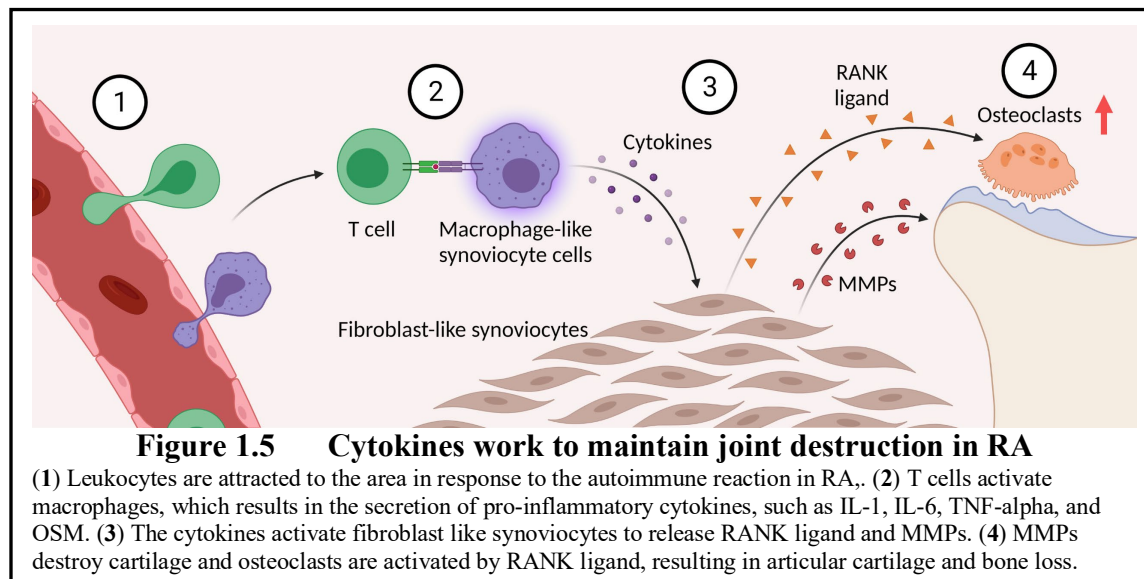 1
2
3
4
RANK
ligand
Osteoclasts
Cytokines
T cell
Macrophage-like
synoviocyte cells
MMPs
Fibroblast-like synoviocytes
Figure 1.5 Cytokines work to maintain joint destruction in RA
(1) Leukocytes are attracted to the area in response to the autoimmune reaction in RA,. (2) T cells activate
macrophages, which results in the secretion of pro-inflammatory cytokines, such as IL-1, IL-6, TNF-alpha, and
OSM. (3) The cytokines activate fibroblast like synoviocytes to release RANK ligand and MMPs. (4) MMPs
destroy cartilage and osteoclasts are activated by RANK ligand, resulting in articular cartilage and bone loss.